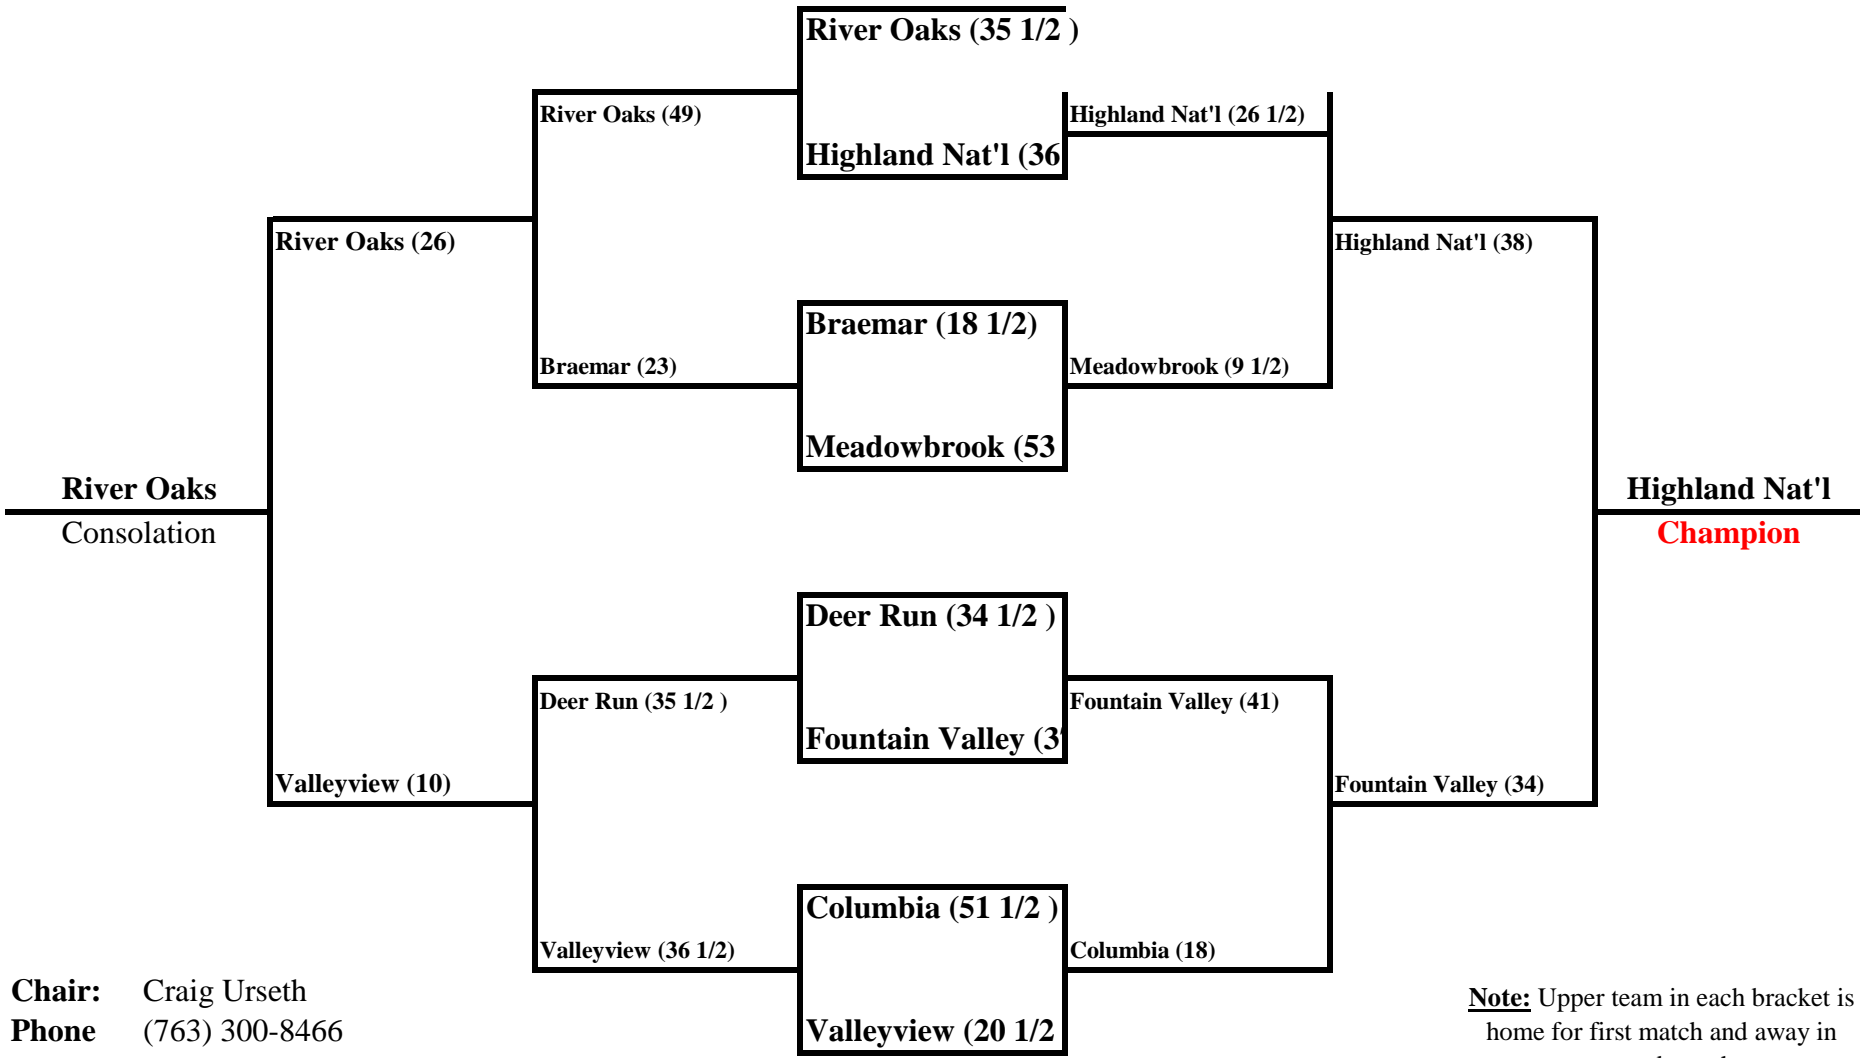 River Oaks (35 1/2 )
River Oaks (49)
Highland Nat'l (26 1/2)
Highland Nat'l (36
River Oaks (26)
Highland Nat'l (38)
Braemar (18 1/2)
Braemar (23)
Meadowbrook (9 1/2)
Meadowbrook (53
River Oaks
Consolation
Highland Nat'l
Champion
Deer Run (34 1/2 )
Deer Run (35 1/2 )
Fountain Valley (41)
Fountain Valley (3
Valleyview (10)
Fountain Valley (34)
Columbia (51 1/2 )
Valleyview (36 1/2)
Columbia (18)
Valleyview (20 1/2
Chair: Craig Urseth
Phone (763) 300-8466
Note: Upper team in each bracket is
home for first match and away in